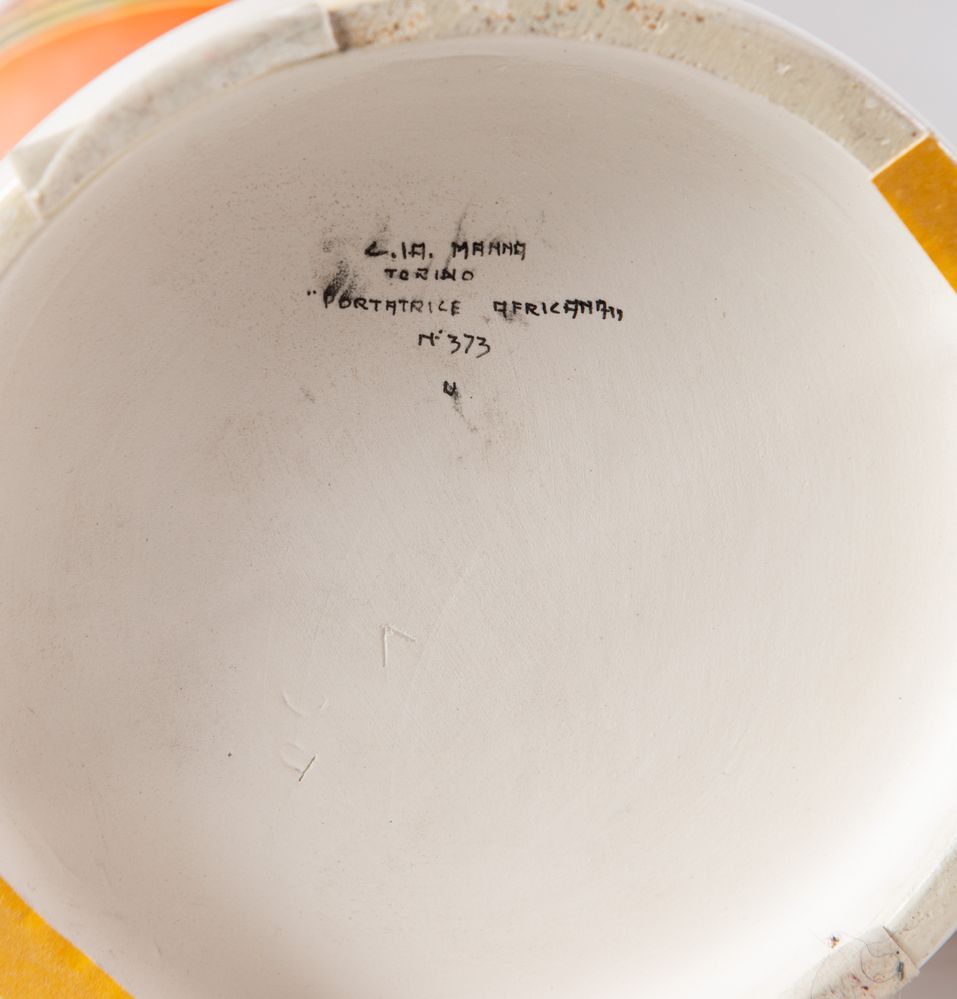 C.IA. MANNA
TORINO
"PORTATRICE AFRICANA„
N° 373
U